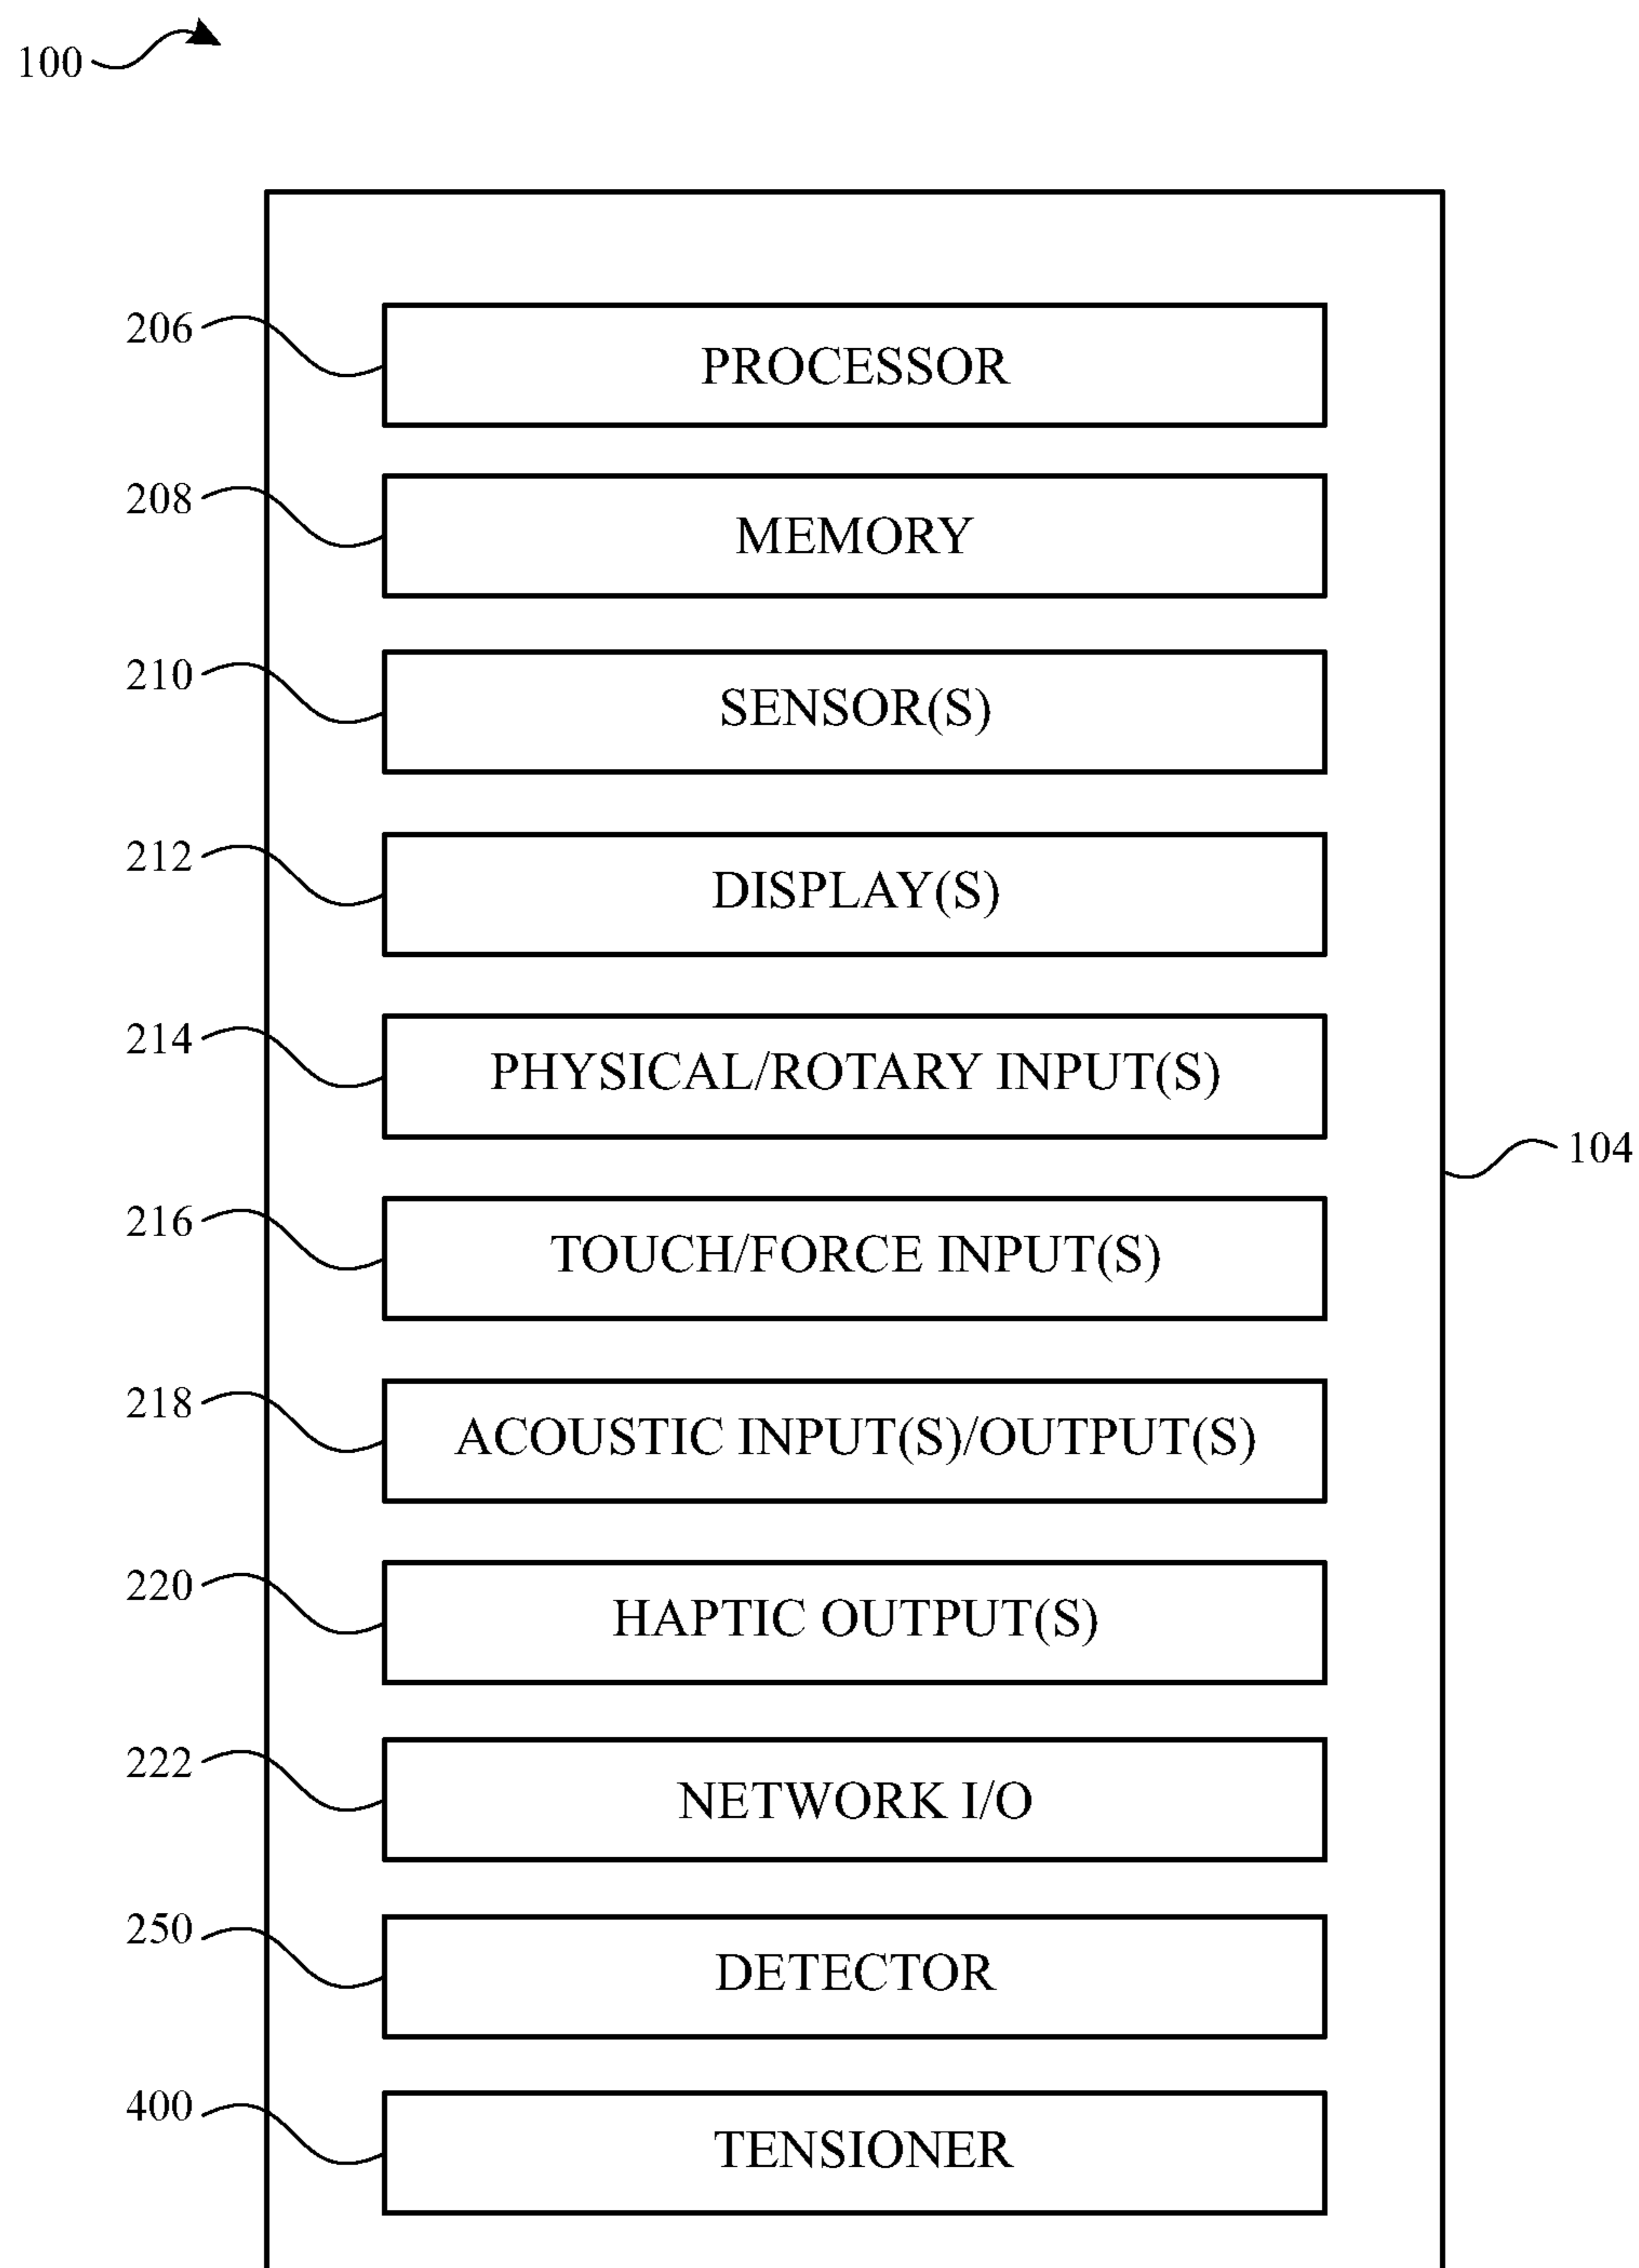 100
206 PROCESSOR
208 MEMORY
210 SENSOR(S)
212 DISPLAY(S)
214 PHYSICAL/ROTARY INPUT(S)
104
216 TOUCH/FORCE INPUT(S)
218 ACOUSTIC INPUT(S)/OUTPUT(S)
220 HAPTIC OUTPUT(S)
222 NETWORK I/O
250 DETECTOR
400 TENSIONER